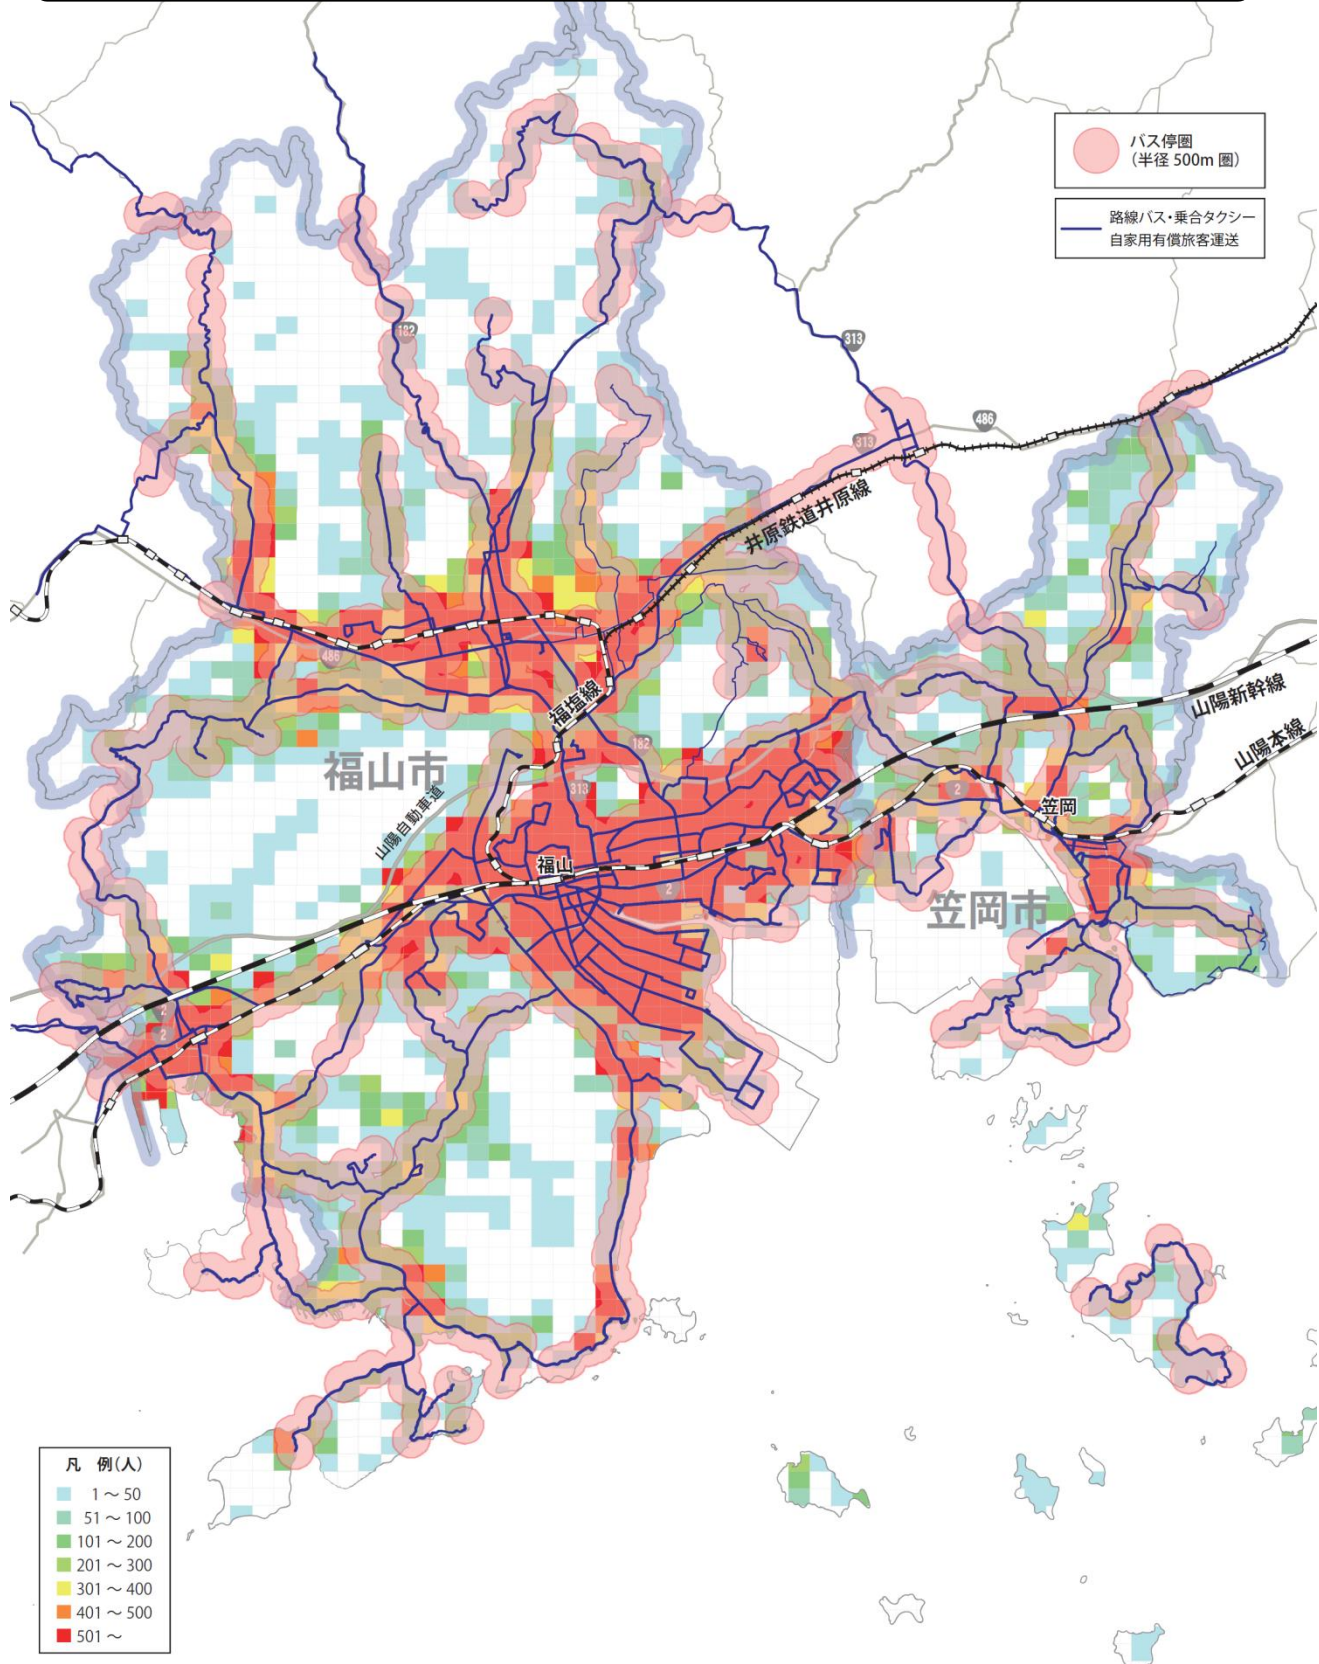 バス停圏
(半径 500m 圏)
路線バス・乗合タクシー
自家用有償旅客運送
182
313
486
313
井原鉄道井原線
486
山陽新幹線
福塩線
山陽本線
182
福山市
313
2
笠岡
山陽自動車道
福山
2
笠岡市
2
2
凡 例(人)
1 ～ 50
51 ～ 100
101 ～ 200
201 ～ 300
301 ～ 400
401 ～ 500
501 ～